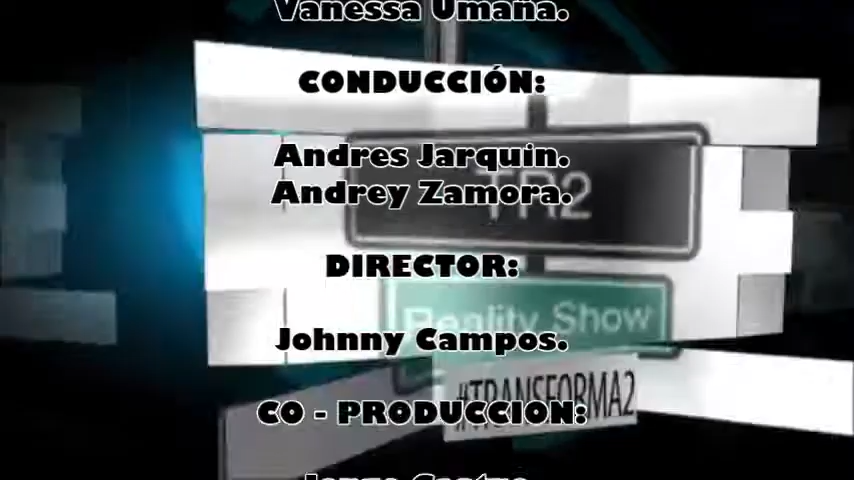 Vanessa Umaña.
CONDUCCIÓN:
Andres Jarquin.
TR2
Andrey Zamora.
DIRECTOR:
Reality Show
Johnny Campos.
#TRANSFORMA2
CO - PRODUCCION: